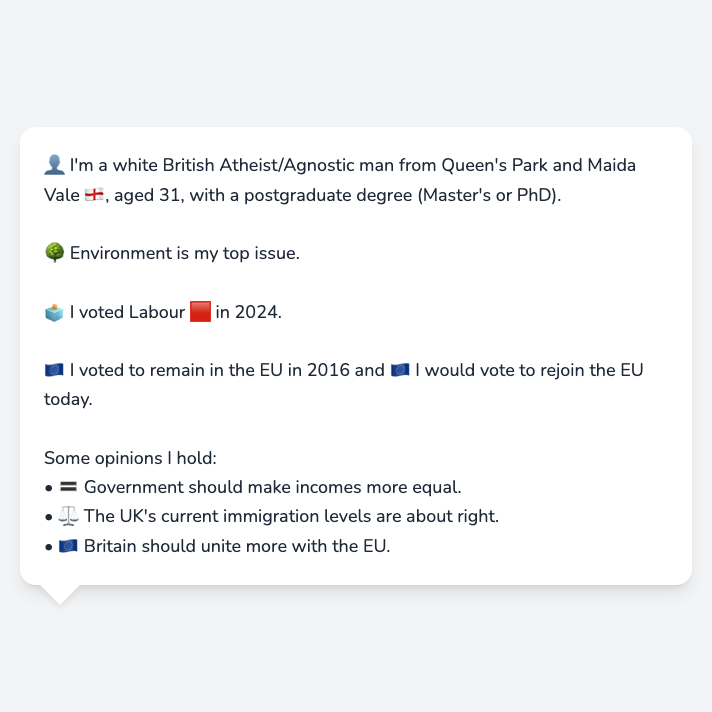 👤 I'm a white British Atheist/Agnostic man from Queen's Park and Maida
Vale 🏴󠁧󠁢󠁥󠁮󠁧󠁿, aged 31, with a postgraduate degree (Master's or PhD).
🌳 Environment is my top issue.
🗳️ I voted Labour 🟥 in 2024.
🇪🇺 I voted to remain in the EU in 2016 and 🇪🇺 I would vote to rejoin the EU
today.
Some opinions I hold:
• 🟰 Government should make incomes more equal.
• ⚖️ The UK's current immigration levels are about right.
• 🇪🇺 Britain should unite more with the EU.